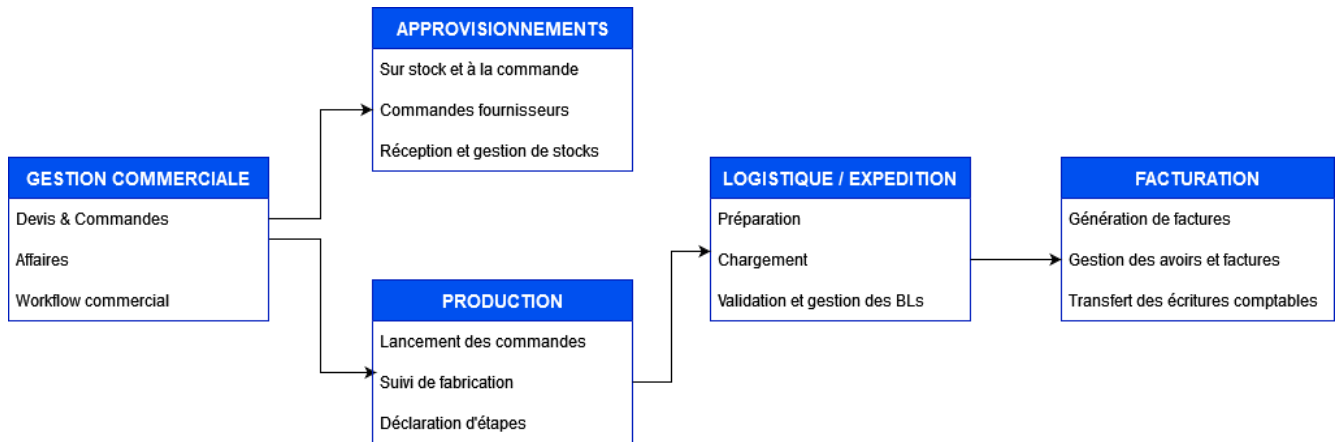 APPROVISIONNEMENTS
Sur stock et à la commande
Commandes fournisseurs
Réception et gestion de stocks
GESTION COMMERCIALE
Devis & Commandes
Affaires
Workflow commercial
PRODUCTION
Lancement des commandes
Suivi de fabrication
Déclaration d'étapes
LOGISTIQUE / EXPEDITION
Préparation
Chargement
Validation et gestion des BLs
FACTURATION
Génération de factures
Gestion des avoirs et factures
Transfert des écritures comptables